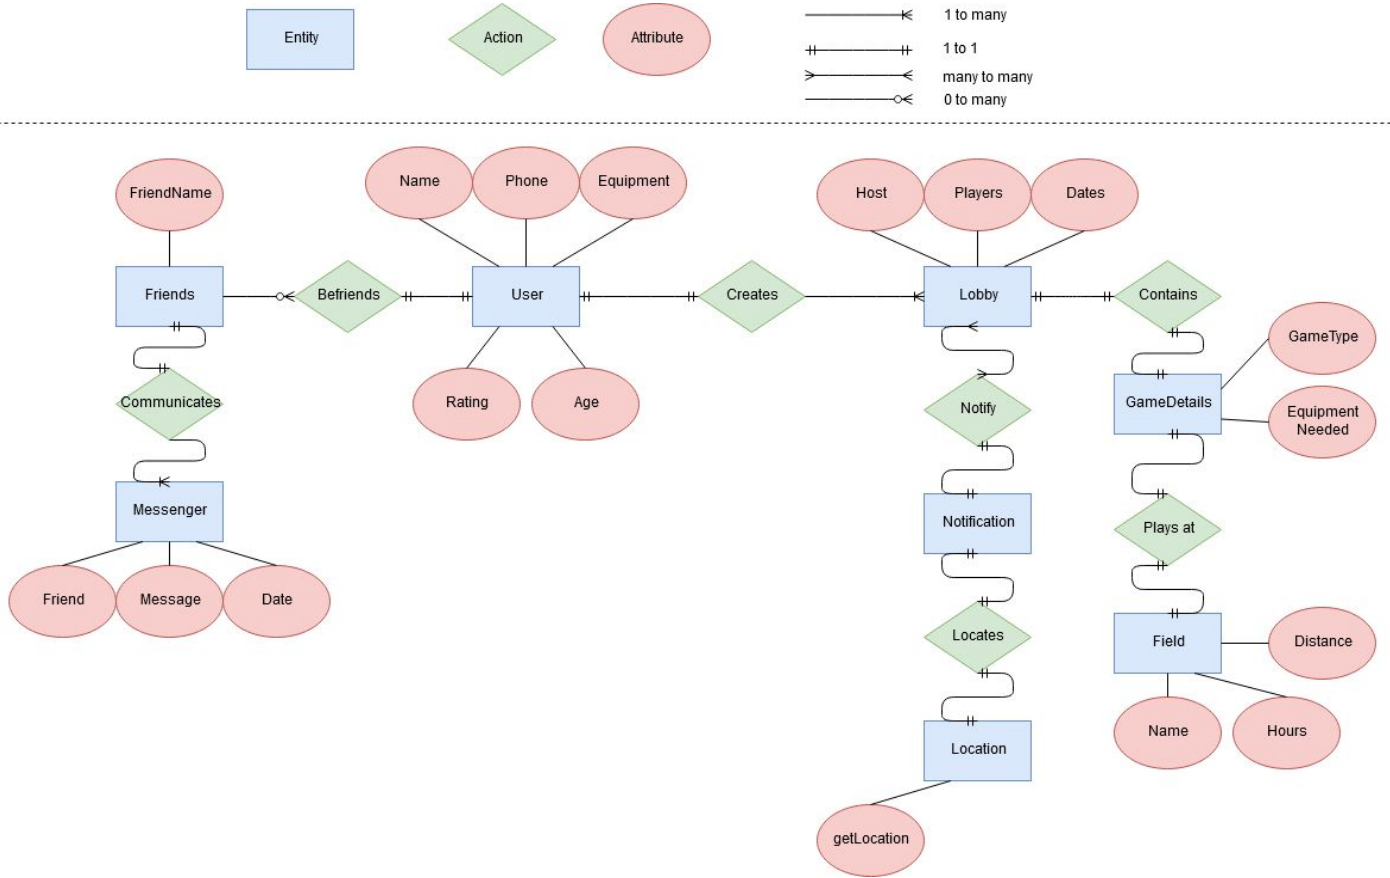 Entity
Action
Attribute
1 to many
1 to 1
many to many
0 to many
FriendName
Name
Phone
Equipment
Host
Players
Dates
Friends
Befriends
User
Creates
Lobby
Contains
GameType
Communicates
Rating
Age
Notify
GameDetails
Equipment
Needed
Messenger
Notification
Plays at
Friend
Message
Date
Locates
Field
Distance
Name
Hours
Location
getLocation